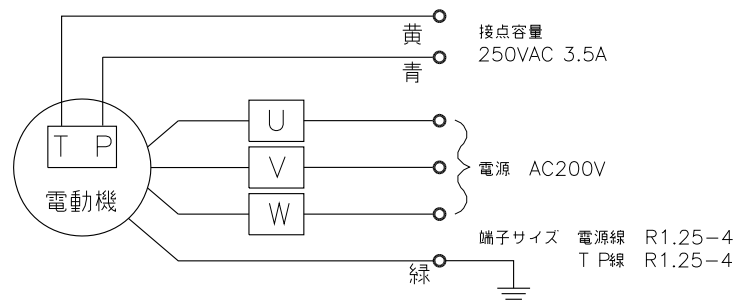 黄
接点容量
250VAC 3.5A
青
T P
U
V
W
電源 AC200V
電動機
端子サイズ 電源線 R1.25-4
T P線 R1.25-4
緑